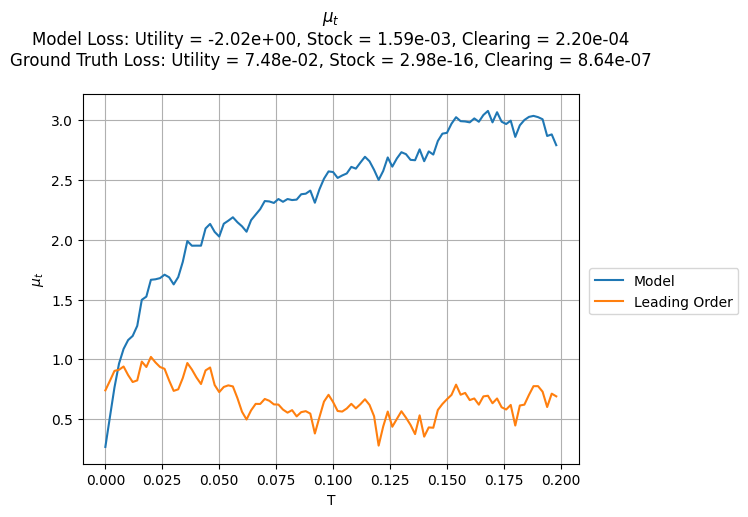 μt
Model Loss: Utility = -2.02e+00, Stock = 1.59e-03, Clearing = 2.20e-04
Ground Truth Loss: Utility = 7.48e-02, Stock = 2.98e-16, Clearing = 8.64e-07
3.0
2.5
2.0
1.5
1.0
0.5
μt
0.000 0.025 0.050 0.075 0.100 0.125 0.150 0.175 0.200
T
Model
Leading Order